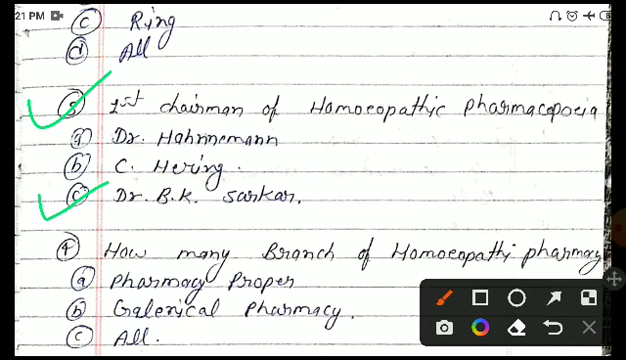 21 PM
(c) Ring
(d) All
(3) 1st chairman of Homoeopathic pharmacopoeia
(a) Dr. Hahnnemann
(b) C. Hering.
(c) Dr. B.K. Sarkar.
(4) How many Branch of Homoeopathi pharmacy
(a) Pharmacy Proper
(b) Galenical Pharmacy.
(c) All.